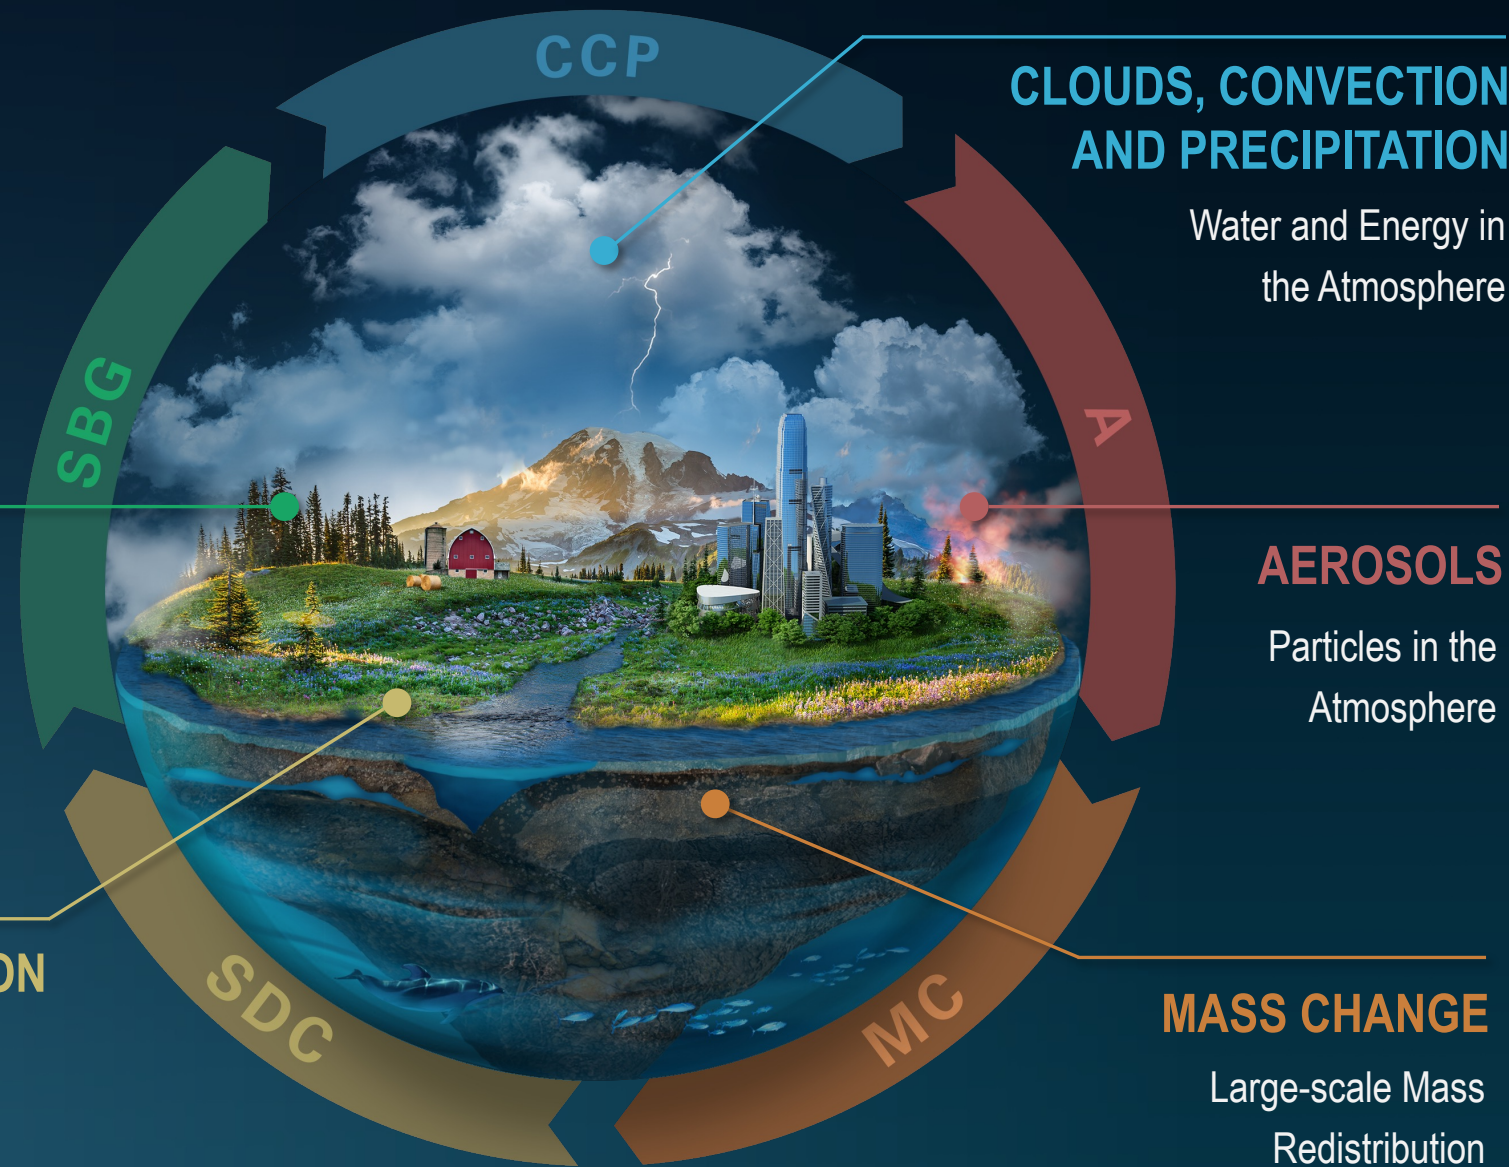 CCP
CLOUDS, CONVECTION
AND PRECIPITATION
Water and Energy in
the Atmosphere
SBG
A
AEROSOLS
Particles in the
Atmosphere
ON
SDC
MC
MASS CHANGE
Large-scale Mass
Redistribution